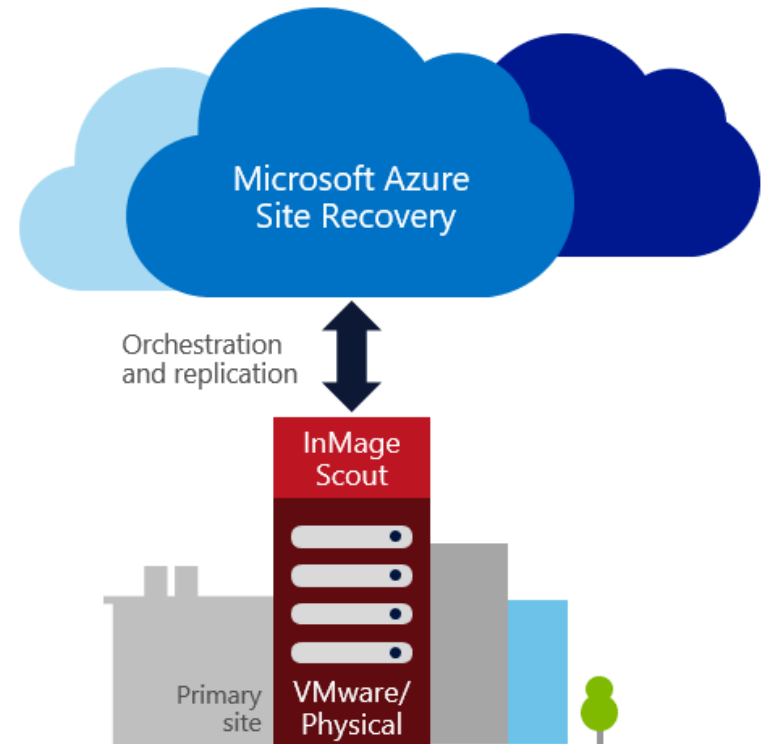 Microsoft Azure
Site Recovery
Orchestration
and replication
InMage
Scout
Primary
site
VMware/
Physical